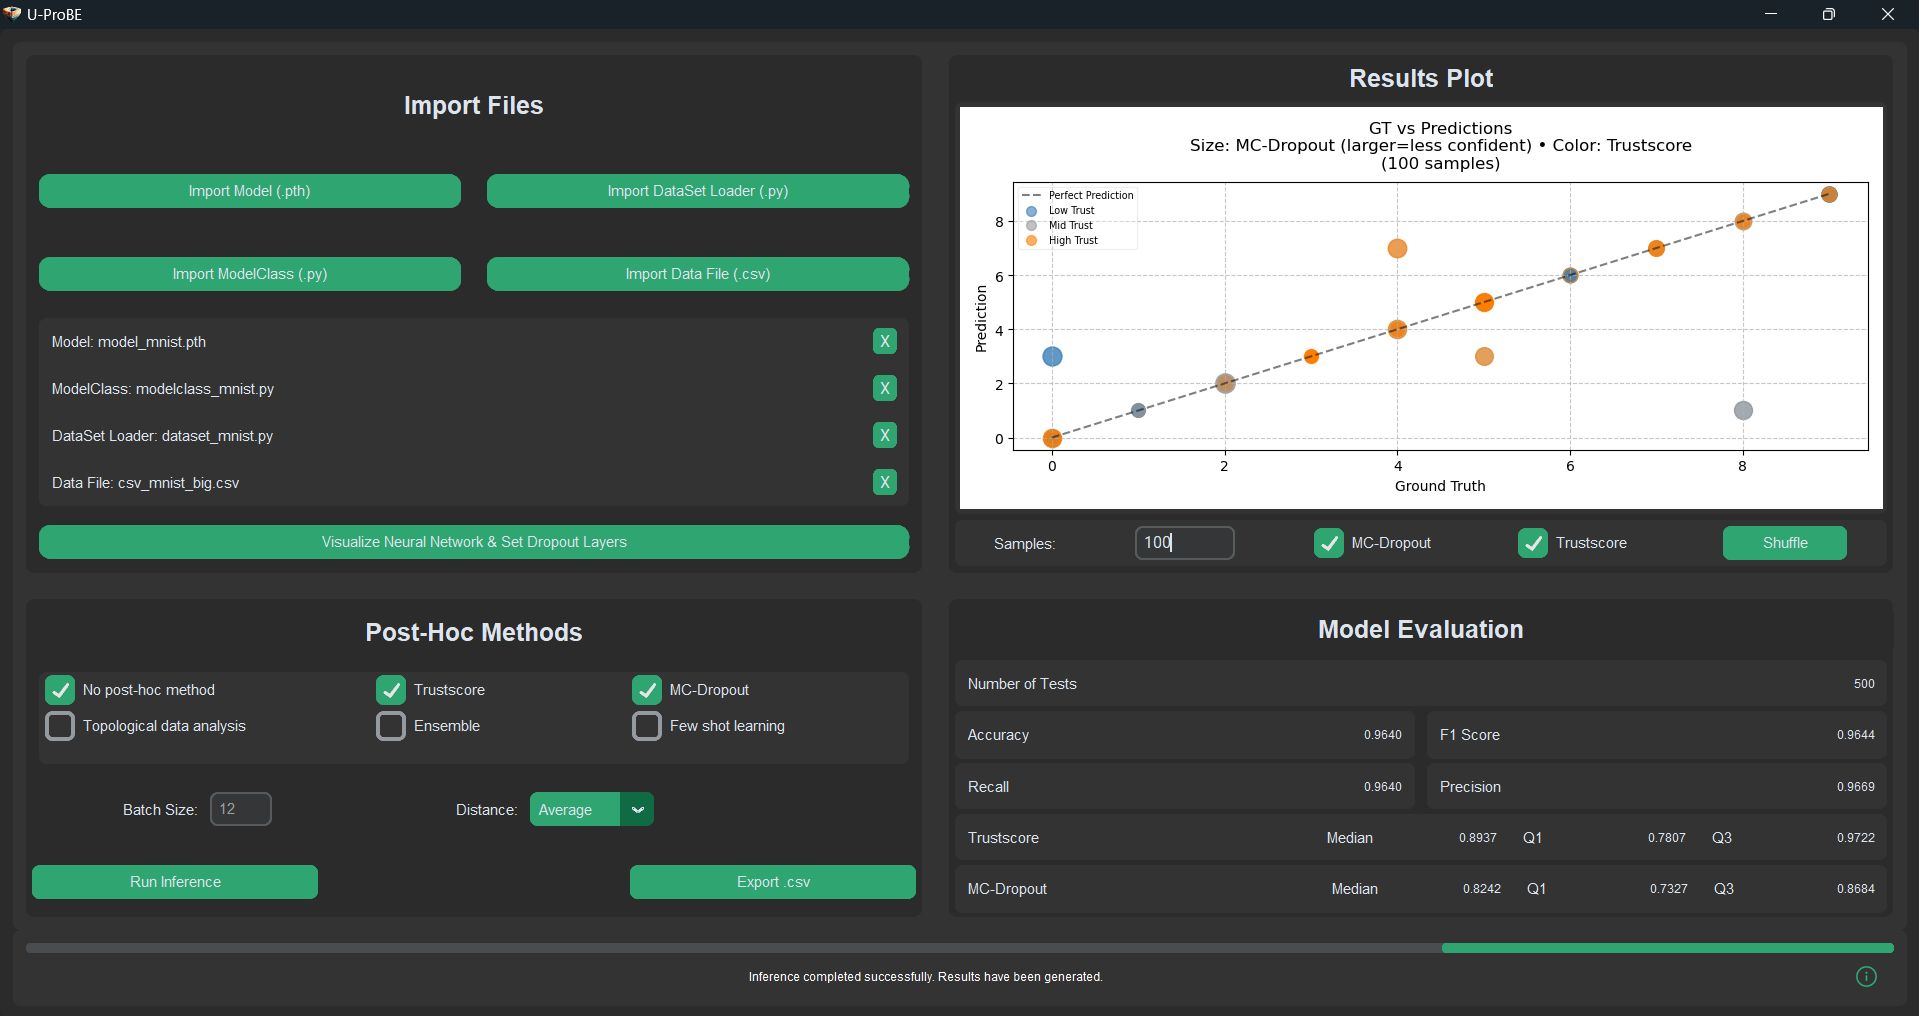 U-ProBE
Import Files
Import Model (.pth)
Import DataSet Loader (.py)
Import ModelClass (.py)
Import Data File (.csv)
Model: model_mnist.pth
X
ModelClass: modelclass_mnist.py
X
DataSet Loader: dataset_mnist.py
X
Data File: csv_mnist_big.csv
X
Visualize Neural Network & Set Dropout Layers
Results Plot
GT vs Predictions
Size: MC-Dropout (larger=less confident) • Color: Trustscore
(100 samples)
Perfect Prediction
Low Trust
Mid Trust
High Trust
Prediction
8
6
4
2
0
0 2 4 6 8
Ground Truth
Samples: 100 MC-Dropout Trustscore Shuffle
Post-Hoc Methods
No post-hoc method Trustscore MC-Dropout
Topological data analysis Ensemble Few shot learning
Batch Size: 12 Distance: Average
Run Inference Export .csv
Model Evaluation
Number of Tests 500
Accuracy 0.9640 F1 Score 0.9644
Recall 0.9640 Precision 0.9669
Trustscore Median 0.8937 Q1 0.7807 Q3 0.9722
MC-Dropout Median 0.8242 Q1 0.7327 Q3 0.8684
Inference completed successfully. Results have been generated.